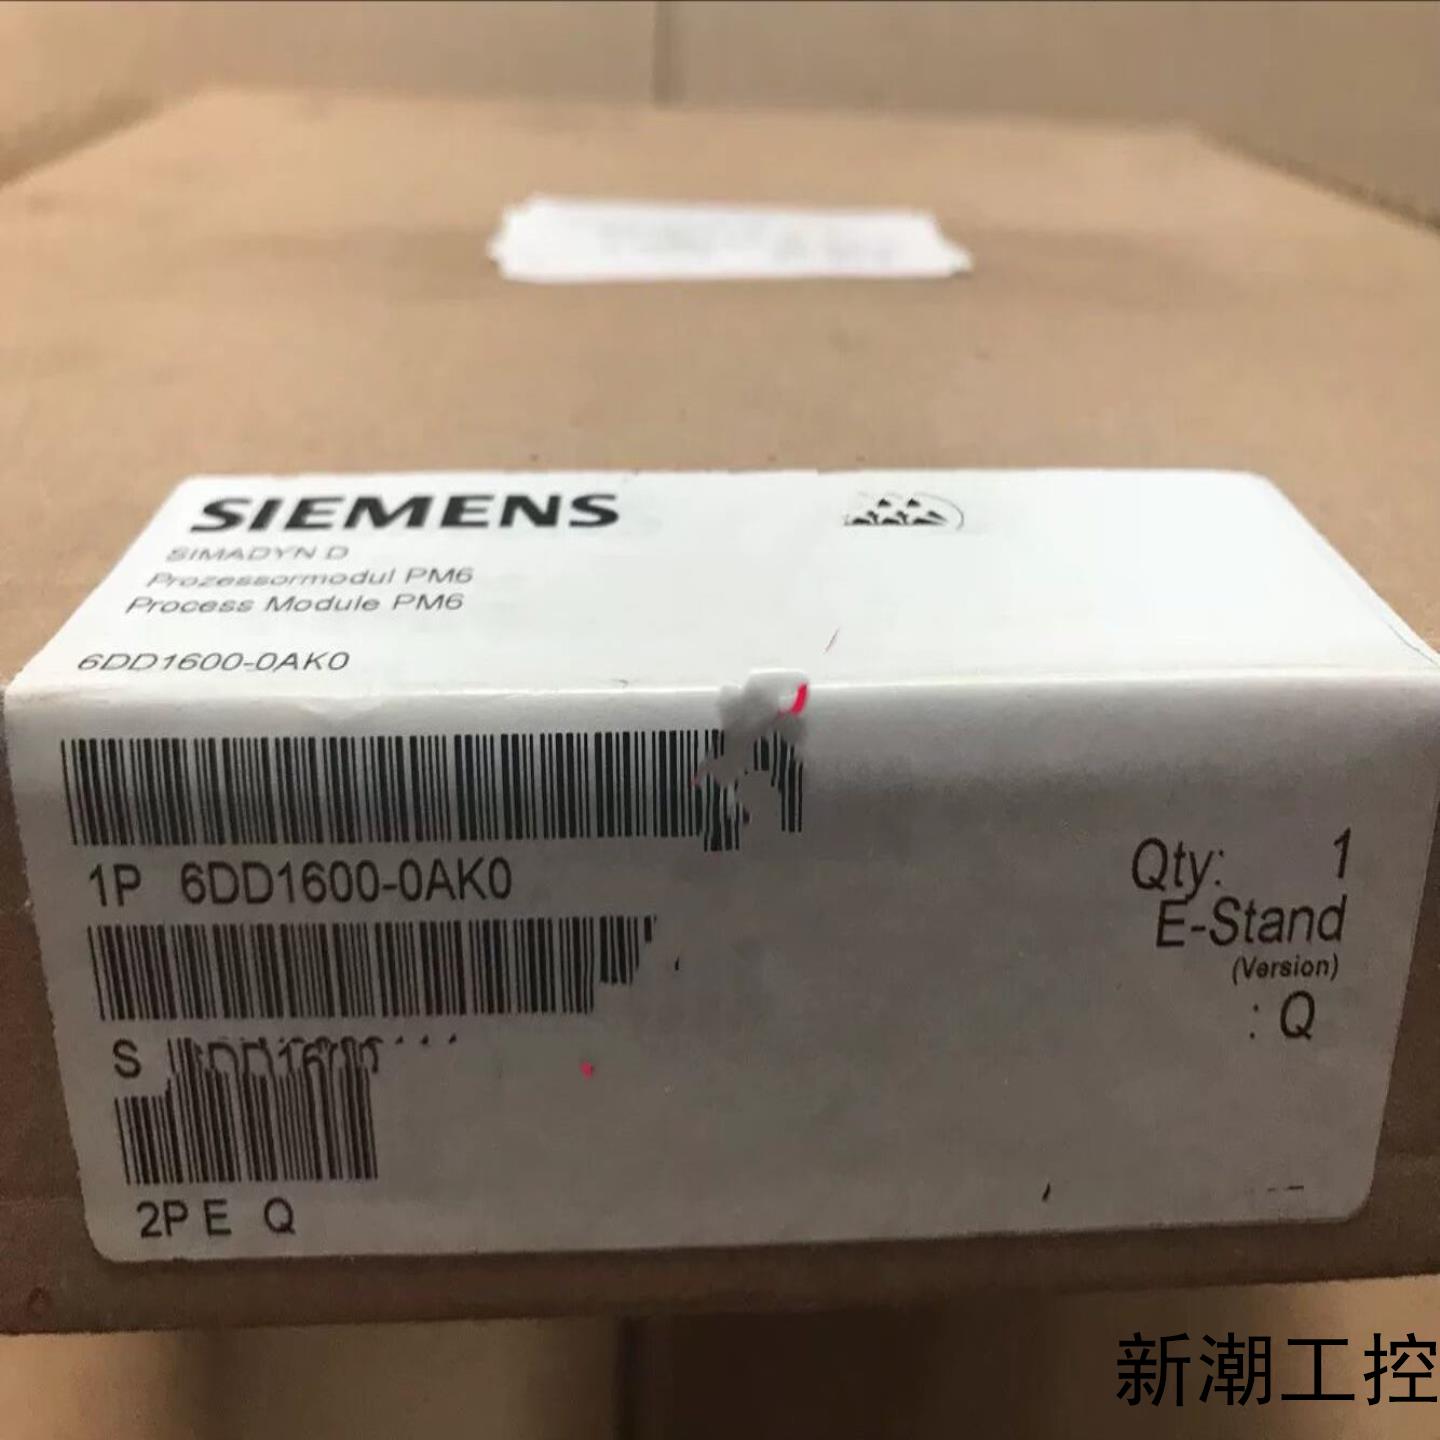 SIEMENS
SIMADYN D
Prozessormodul PM6
Process Module PM6
6DD1600-0AK0
1P 6DD1600-0AK0
Qty: 1
E-Stand
(Version)
: Q
S
2P E Q
新潮工控